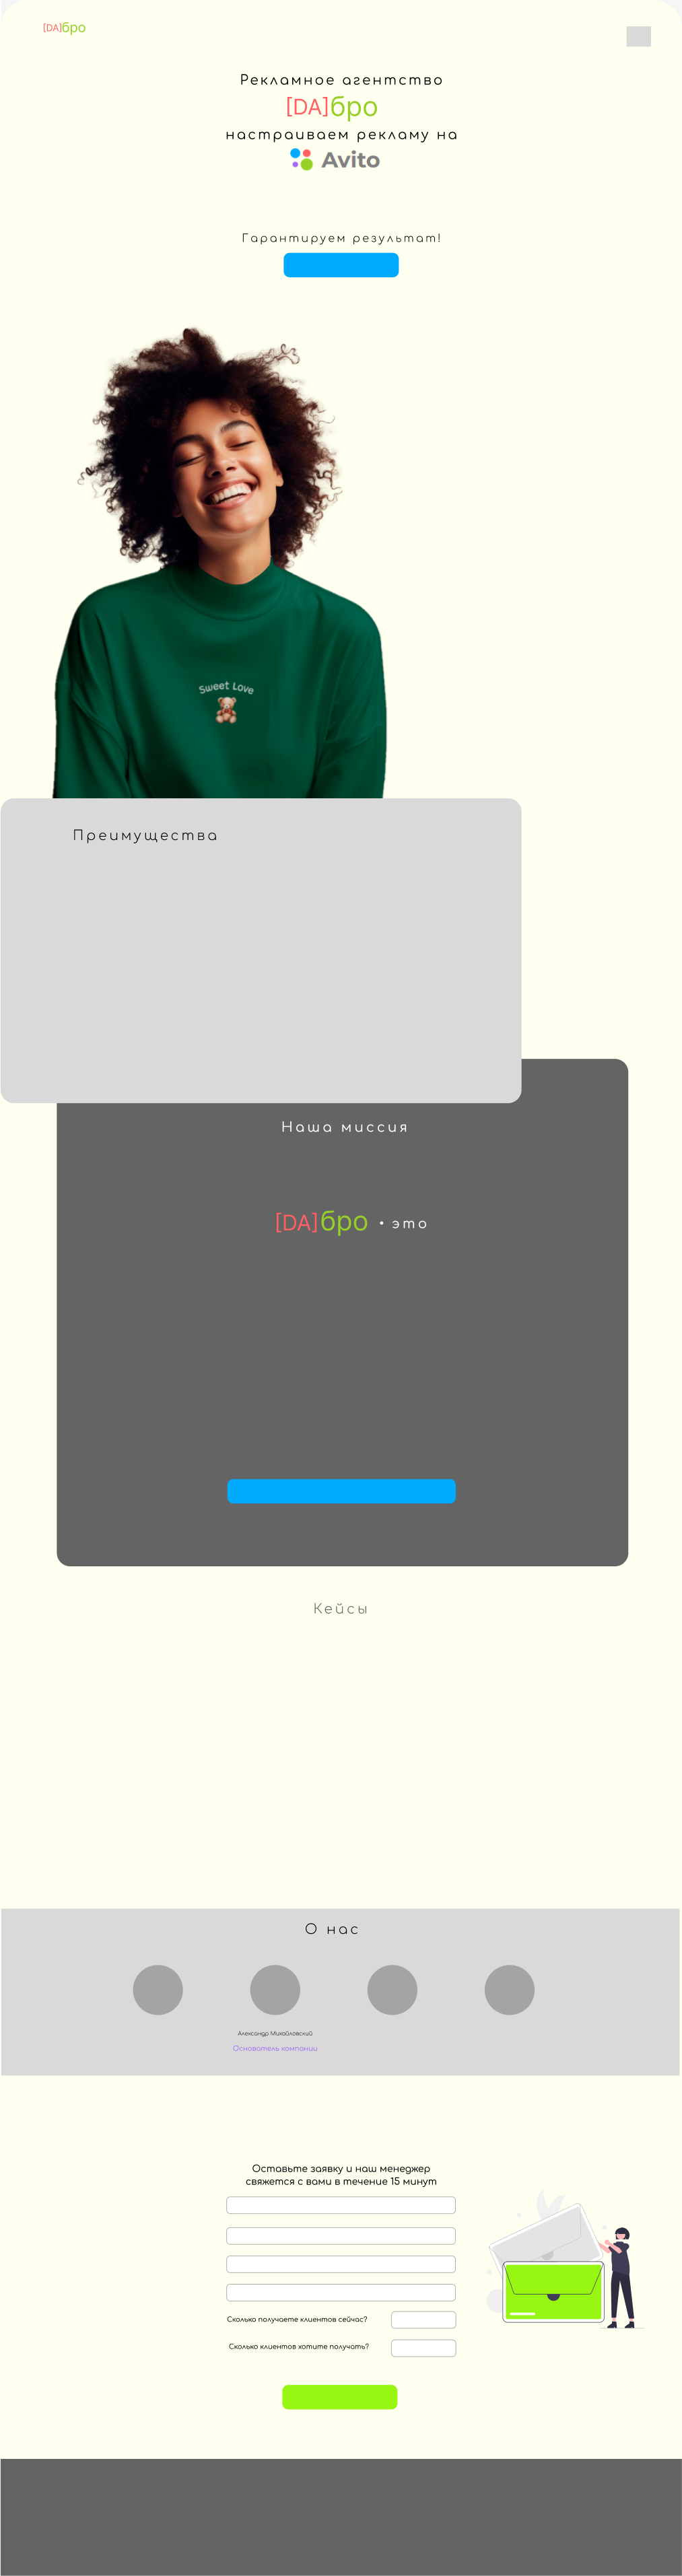 [DA]бро
Рекламное агентство
[DA]бро
настраиваем рекламу на
Avito
Гарантируем результат!
Sweet Love
Преимущества
Наша миссия
[DA]бро • это
Кейсы
О нас
Александр Михайловский
Основатель компании
Оставьте заявку и наш менеджер
свяжется с вами в течение 15 минут
Сколько получаете клиентов сейчас?
Сколько клиентов хотите получать?